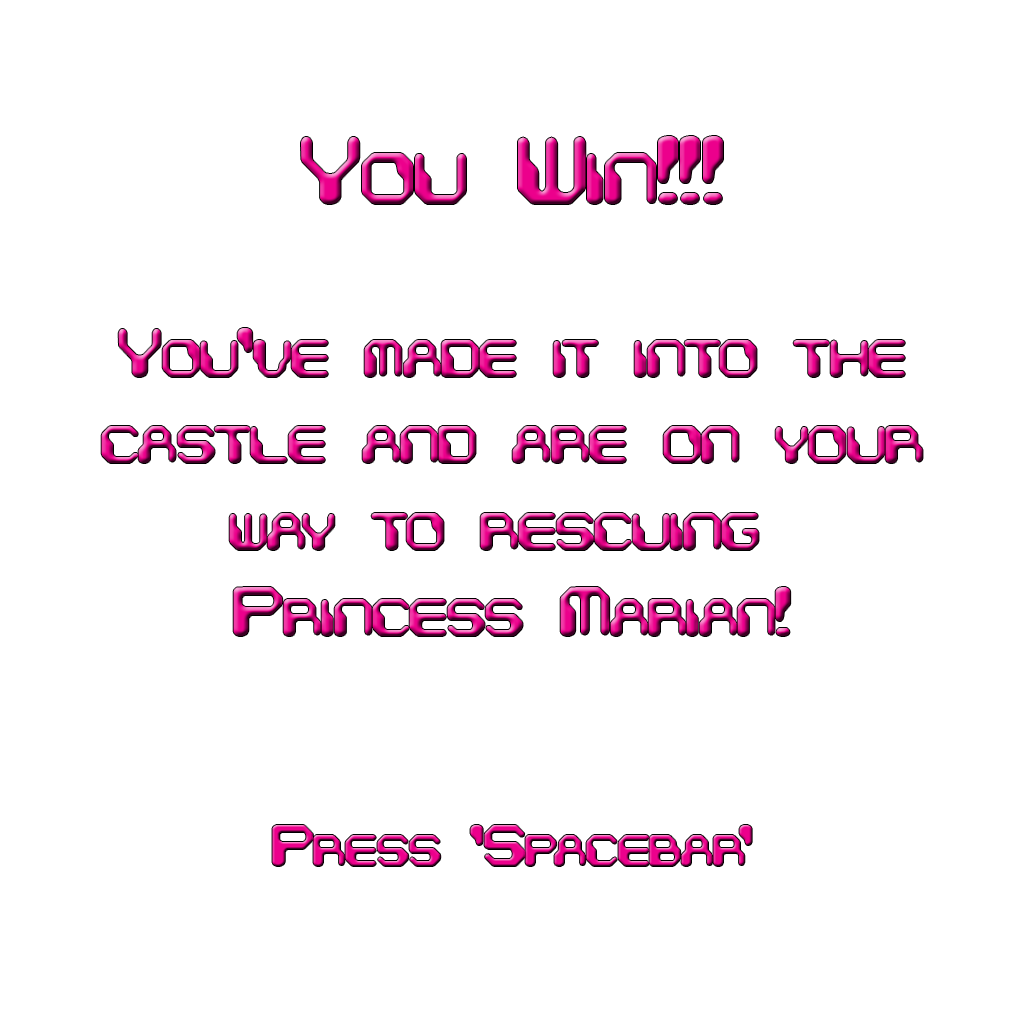 You Win!!!
You've made it into the
castle and are on your
way to rescuing
Princess Marian!
Press 'Spacebar'